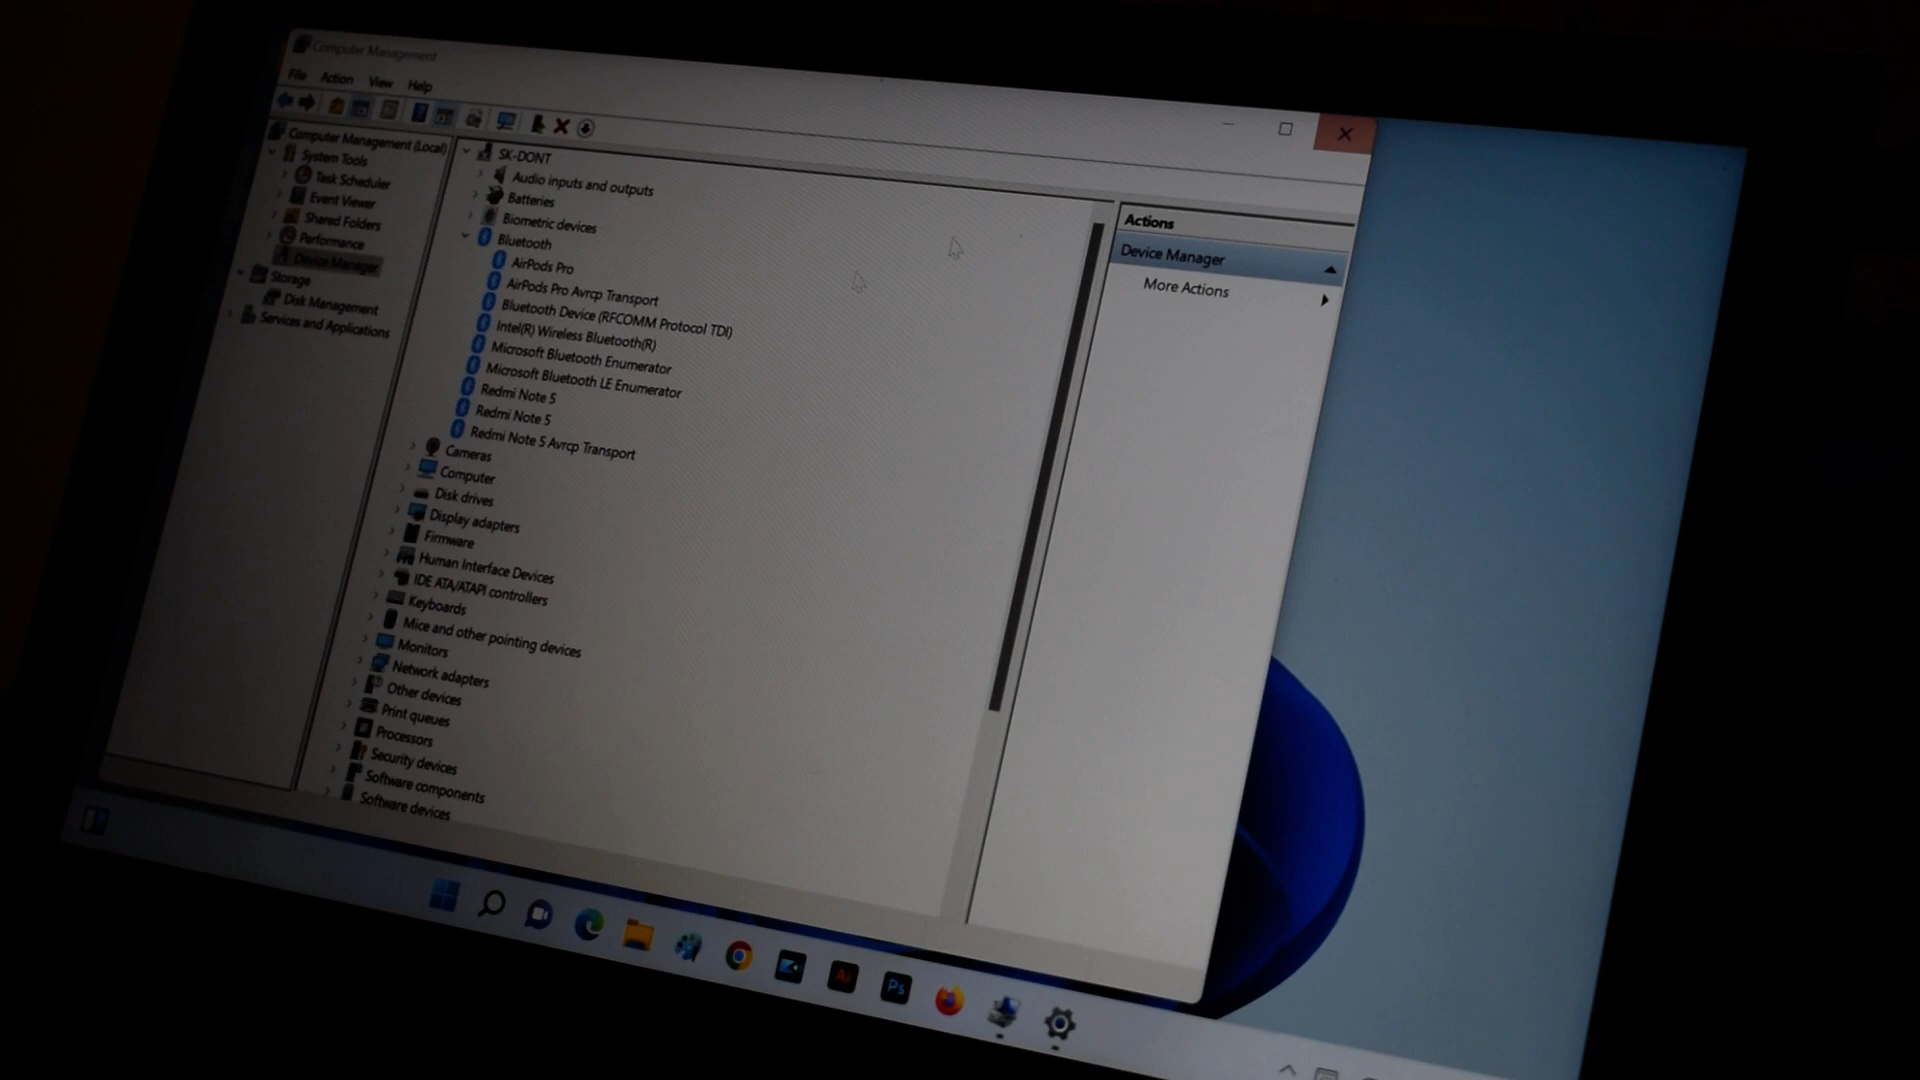 Computer Management
File Action View Help
Computer Management (Local)
System Tools
Task Scheduler
Event Viewer
Shared Folders
Performance
Device Manager
Storage
Disk Management
Services and Applications
SK-DONT
Audio inputs and outputs
Batteries
Biometric devices
Bluetooth
AirPods Pro
AirPods Pro Avrcp Transport
Bluetooth Device (RFCOMM Protocol TDI)
Intel(R) Wireless Bluetooth(R)
Microsoft Bluetooth Enumerator
Microsoft Bluetooth LE Enumerator
Redmi Note 5
Redmi Note 5
Redmi Note 5 Avrcp Transport
Cameras
Computer
Disk drives
Display adapters
Firmware
Human Interface Devices
IDE ATA/ATAPI controllers
Keyboards
Mice and other pointing devices
Monitors
Network adapters
Other devices
Print queues
Processors
Security devices
Software components
Software devices
Actions
Device Manager
More Actions
Ai
Ps